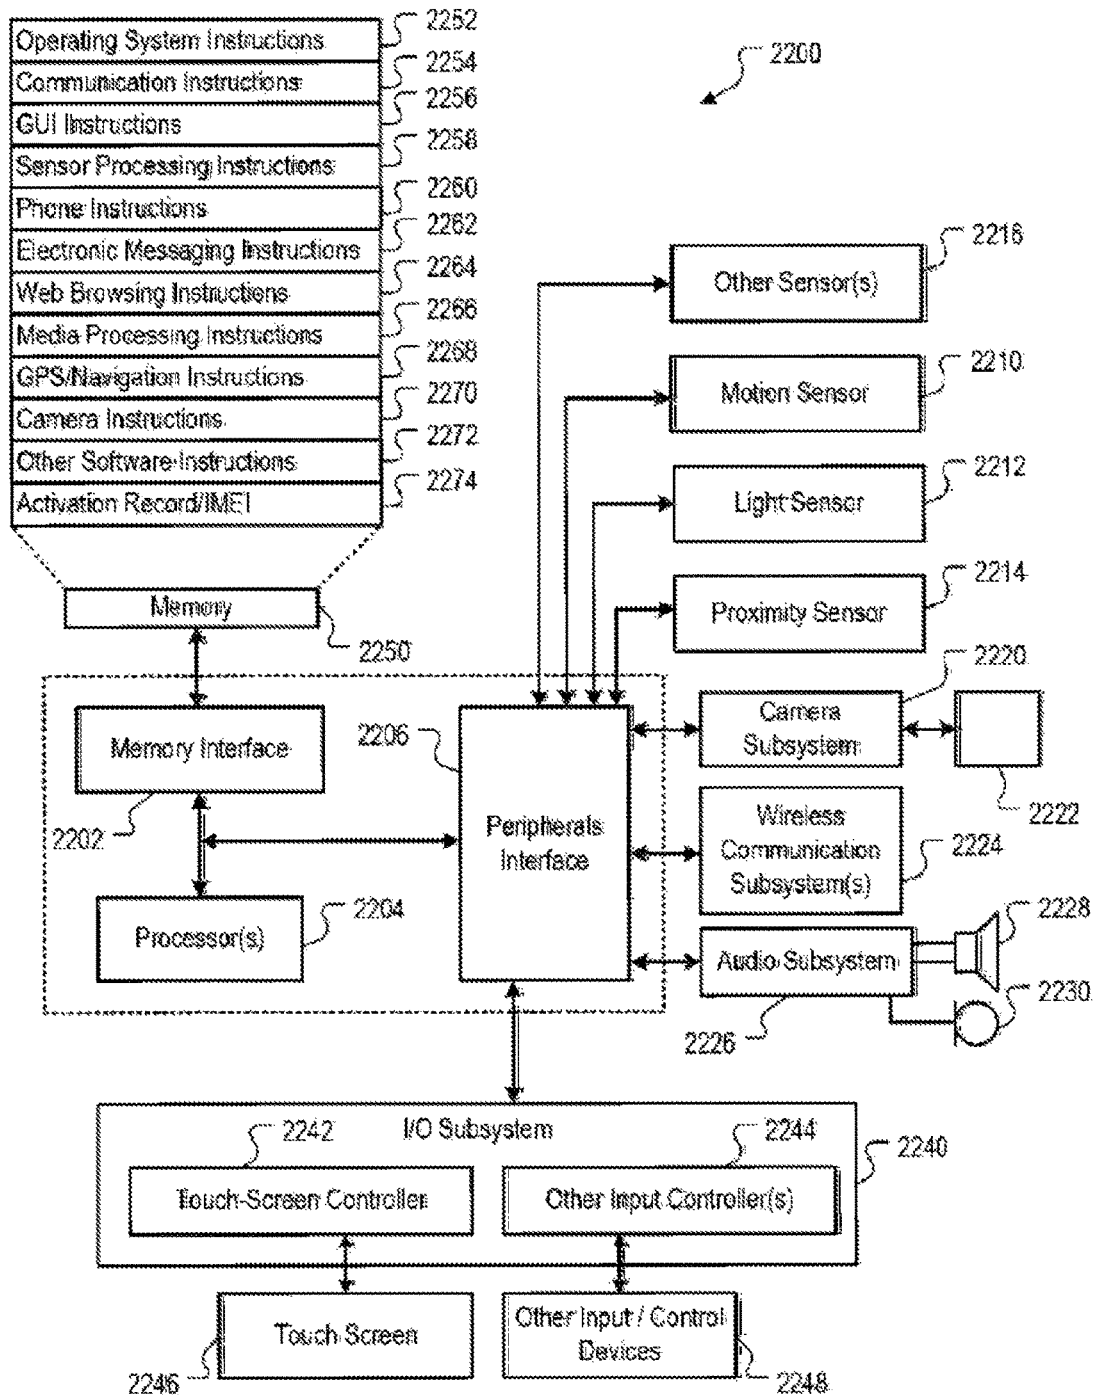 2252
Operating System Instructions
2254
Communication Instructions
2256
GUI Instructions
2258
Sensor Processing Instructions
2260
Phone Instructions
2262
Electronic Messaging Instructions
2264
Web Browsing Instructions
2266
Media Processing Instructions
2268
GPS/Navigation Instructions
2270
Camera Instructions
2272
Other Software Instructions
2274
Activation Record/IMEI
2200
Memory
2250
2216
Other Sensor(s)
2210
Motion Sensor
2212
Light Sensor
2214
Proximity Sensor
2220
Camera
Subsystem
2222
Memory Interface
2202
2206
Peripherals
Interface
Wireless
Communication
Subsystem(s)
2224
2204
Processor(s)
2228
Audio Subsystem
2230
2226
I/O Subsystem
2242
2244
2240
Touch-Screen Controller
Other Input Controller(s)
Touch Screen
Other Input / Control
Devices
2246
2248